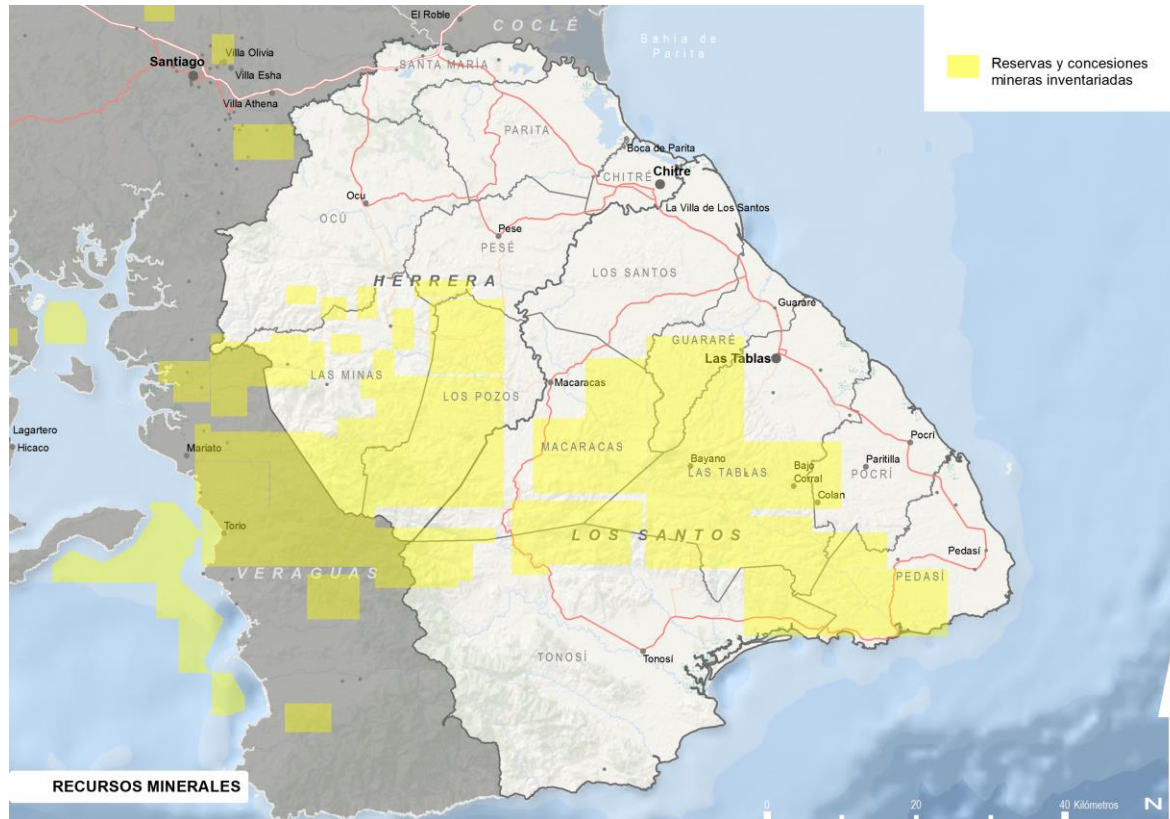 El Roble
COCLÉ
Bahía de
Parita
Reservas y concesiones
mineras inventariadas
Villa Olivia
Santiago
Villa Esha
SANTA MARÍA
Villa Athena
PARITA
Boca de Parita
CHITRÉ
Chitre
Ocu
OCÚ
La Villa de Los Santos
Pese
PESÉ
HERRERA
LOS SANTOS
Guararé
GUARARÉ
Las Tablas
LAS MINAS
LOS POZOS
Macaracas
Lagartero
Hicaco
Mariato
MACARACAS
Pocrí
Bayano
LAS TABLAS
Bajo
Corral
Paritilla
POCRÍ
Colan
Torio
LOS SANTOS
Pedasí
VERAGUAS
PEDASÍ
TONOSÍ
Tonosí
RECURSOS MINERALES
0 20 40 Kilómetros N